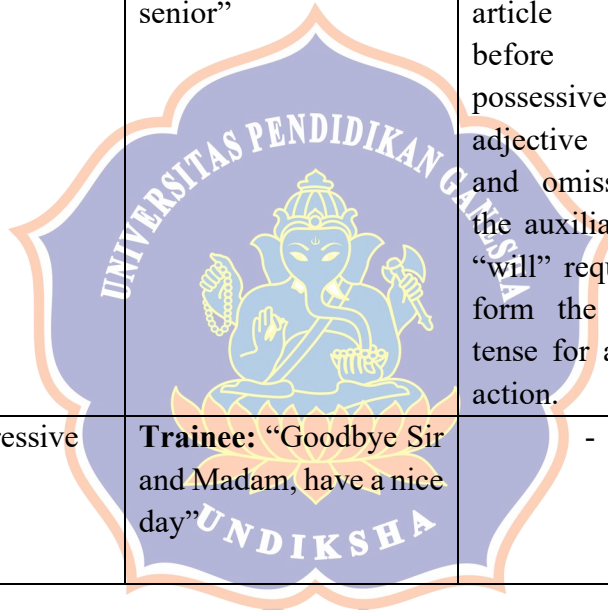 senior”
article
before
possessive
adjective
and omiss
the auxilia
“will” requ
form the
tense for a
action.
ressive
Trainee: “Goodbye Sir
and Madam, have a nice
day”
-
UNIVERSITAS PENDIDIKAN GANESHA
UNDIKSHA